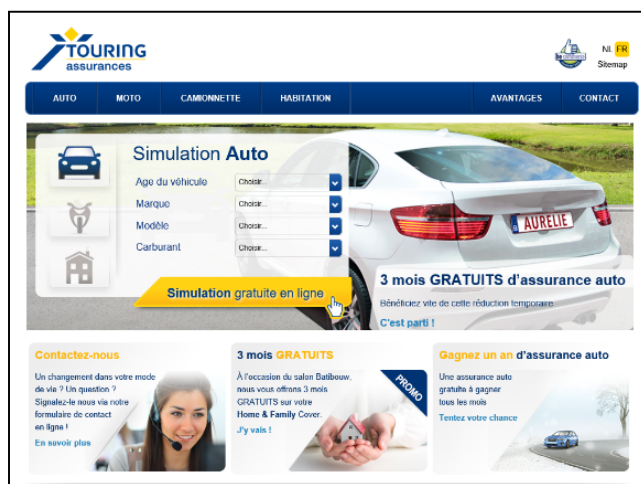 TOURING
assurances
NL FR
Sitemap
AUTO MOTO CAMIONNETTE HABITATION AVANTAGES CONTACT
Simulation Auto
Age du véhicule Choisir...
Marque Choisir...
Modèle Choisir...
Carburant Choisir...
Simulation gratuite en ligne
AURELIE
3 mois GRATUITS d'assurance auto
Bénéficiez vite de cette réduction temporaire
C'est parti !
Contactez-nous
Un changement dans votre mode
de vie ? Un question ?
Signalez-le nous via notre
formulaire de contact
en ligne !
En savoir plus
3 mois GRATUITS
À l'occasion du salon Batibouw,
nous vous offrons 3 mois
GRATUITS sur votre
Home & Family Cover.
J'y vais !
PROMO
Gagnez un an d'assurance auto
Une assurance auto
gratuite à gagner
tous les mois
Tentez votre chance